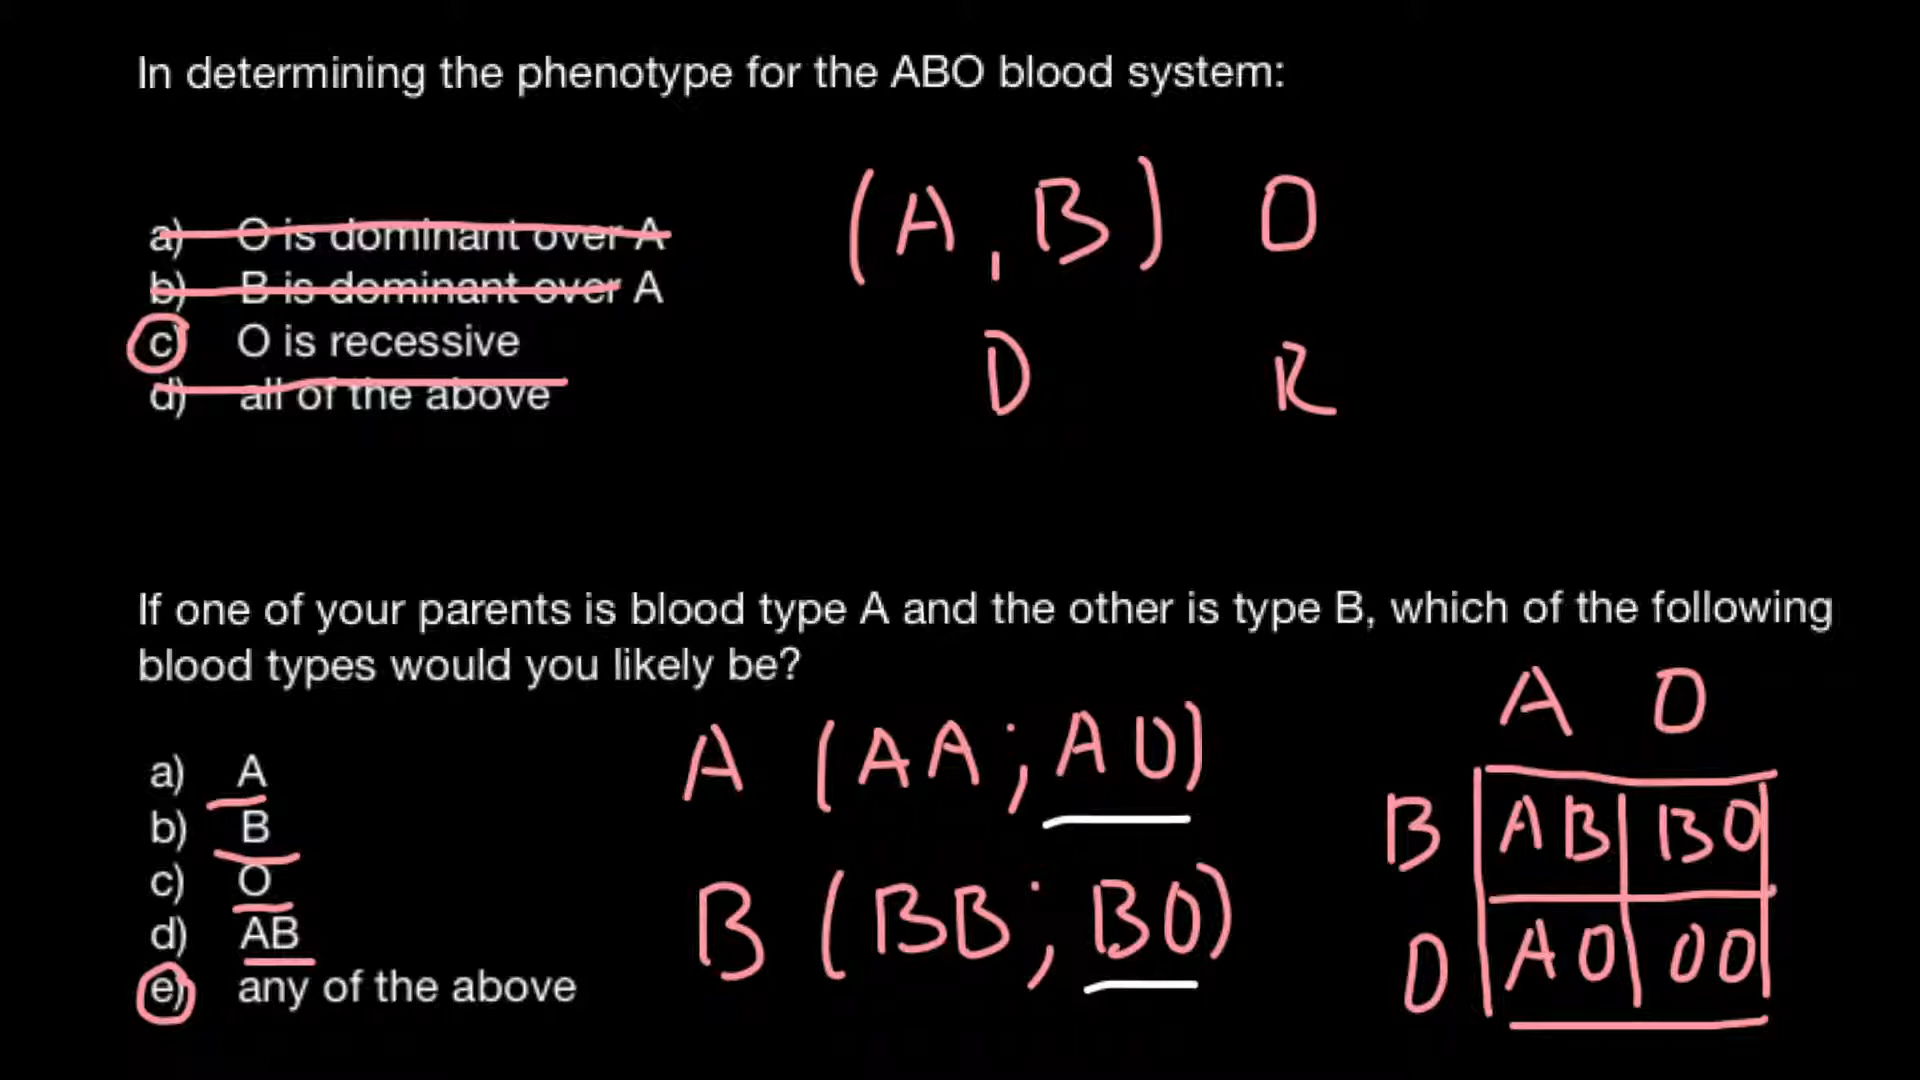 In determining the phenotype for the ABO blood system:
a) O is dominant over A
b) B is dominant over A
c) O is recessive
d) all of the above
(A, B) O
D R
If one of your parents is blood type A and the other is type B, which of the following
blood types would you likely be?
a) A
b) B
c) O
d) AB
e) any of the above
A (AA; AO)
B (BB; BO)
A O
B AB BO
O AO OO